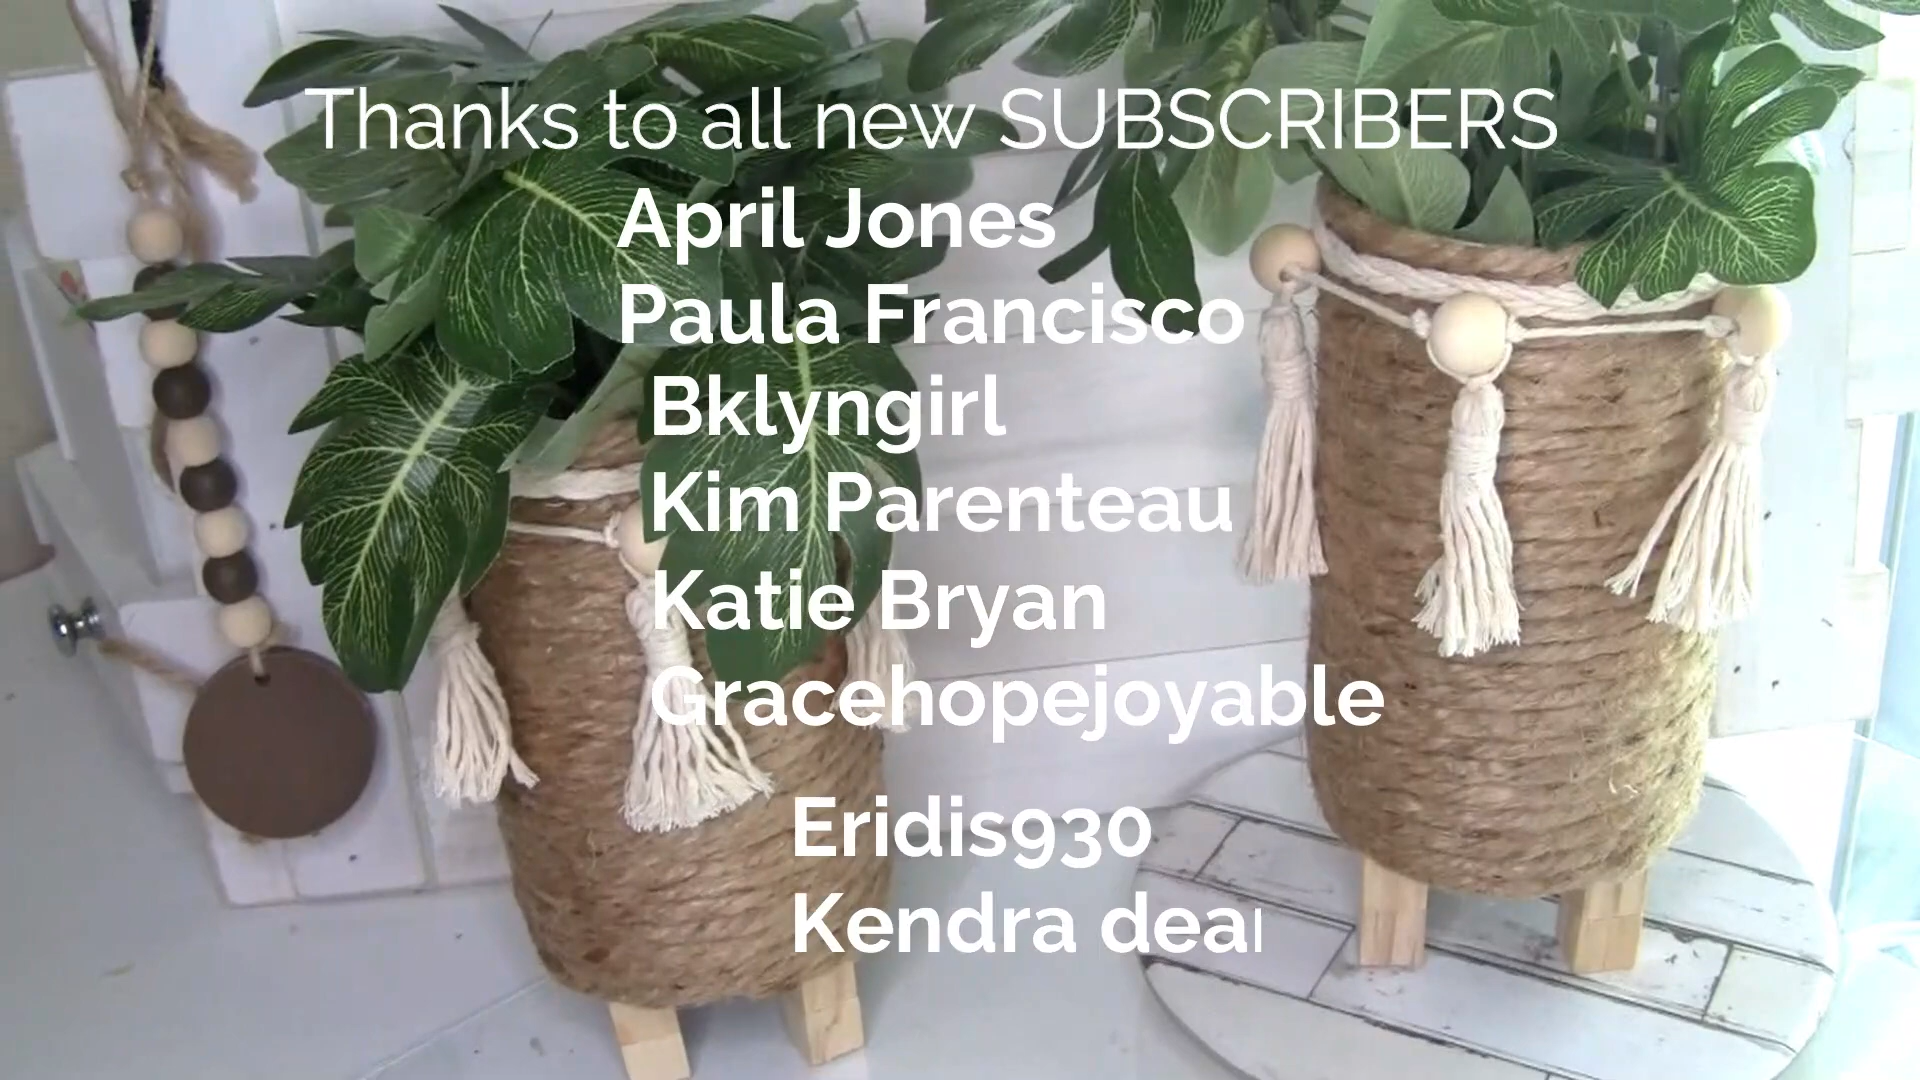 Thanks to all new SUBSCRIBERS
April Jones
Paula Francisco
Bklyngirl
Kim Parenteau
Katie Bryan
Gracehopejoyable
Eridis930
Kendra